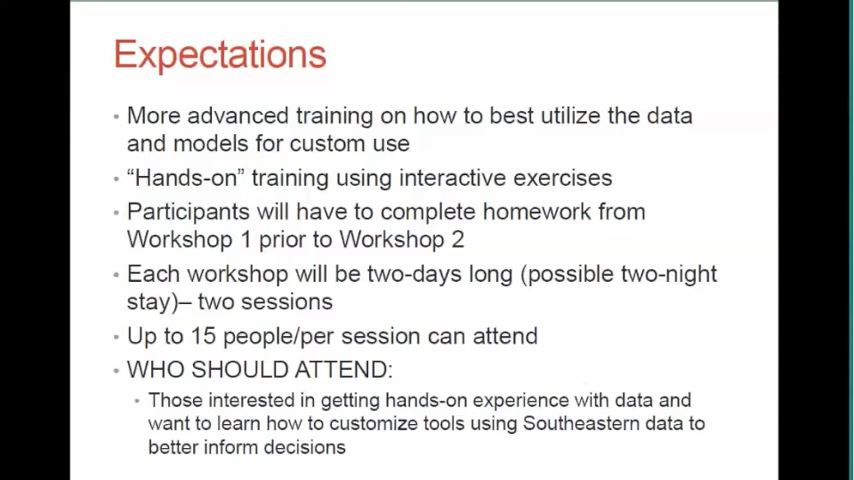 Expectations
• More advanced training on how to best utilize the data
and models for custom use
• “Hands-on” training using interactive exercises
• Participants will have to complete homework from
Workshop 1 prior to Workshop 2
• Each workshop will be two-days long (possible two-night
stay)– two sessions
• Up to 15 people/per session can attend
• WHO SHOULD ATTEND:
• Those interested in getting hands-on experience with data and
want to learn how to customize tools using Southeastern data to
better inform decisions